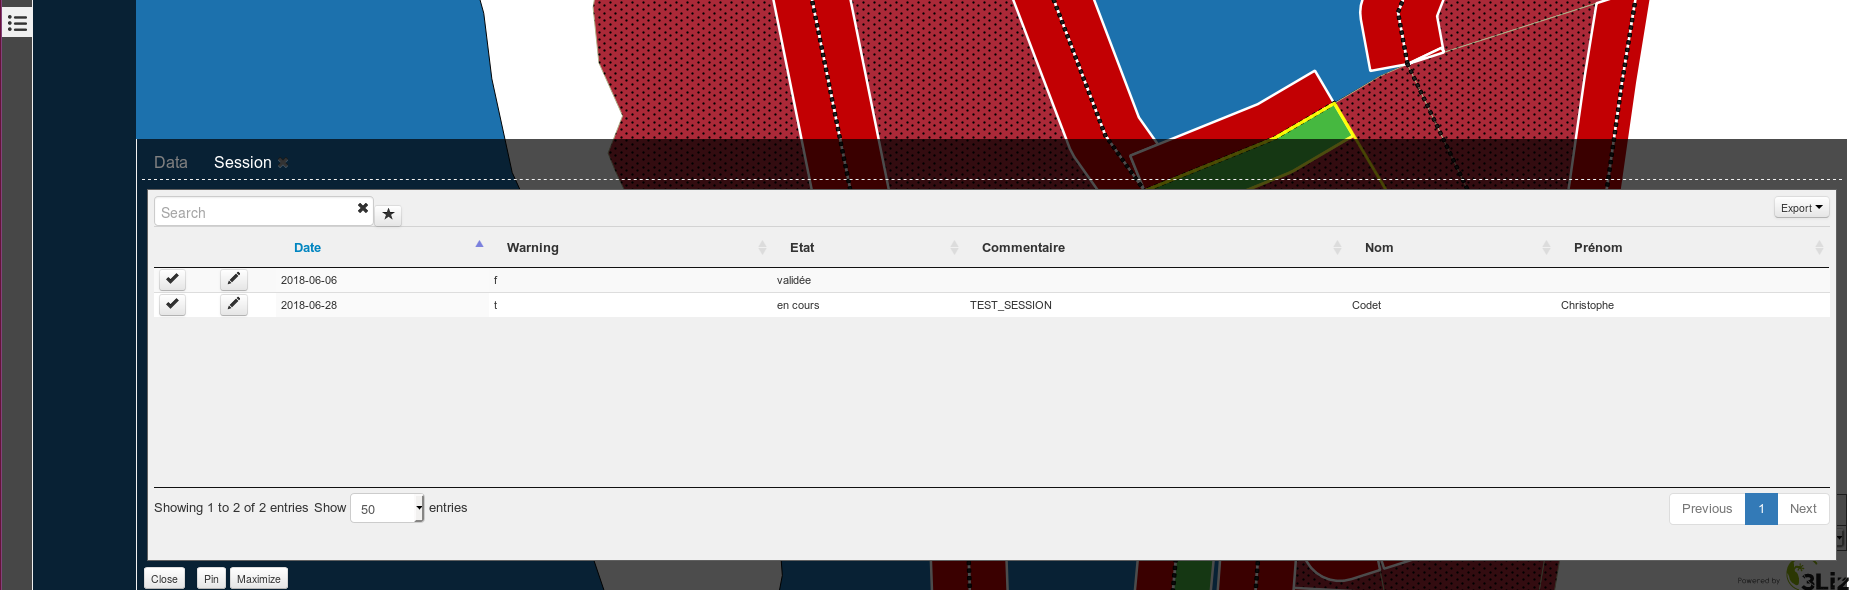 Data Session
Search
Export
Date Warning Etat Commentaire Nom Prénom
2018-06-06 f validée
2018-06-28 t en cours TEST_SESSION Codet Christophe
Showing 1 to 2 of 2 entries Show 50 entries
Previous 1 Next
Close Pin Maximize
Powered by 3Liz